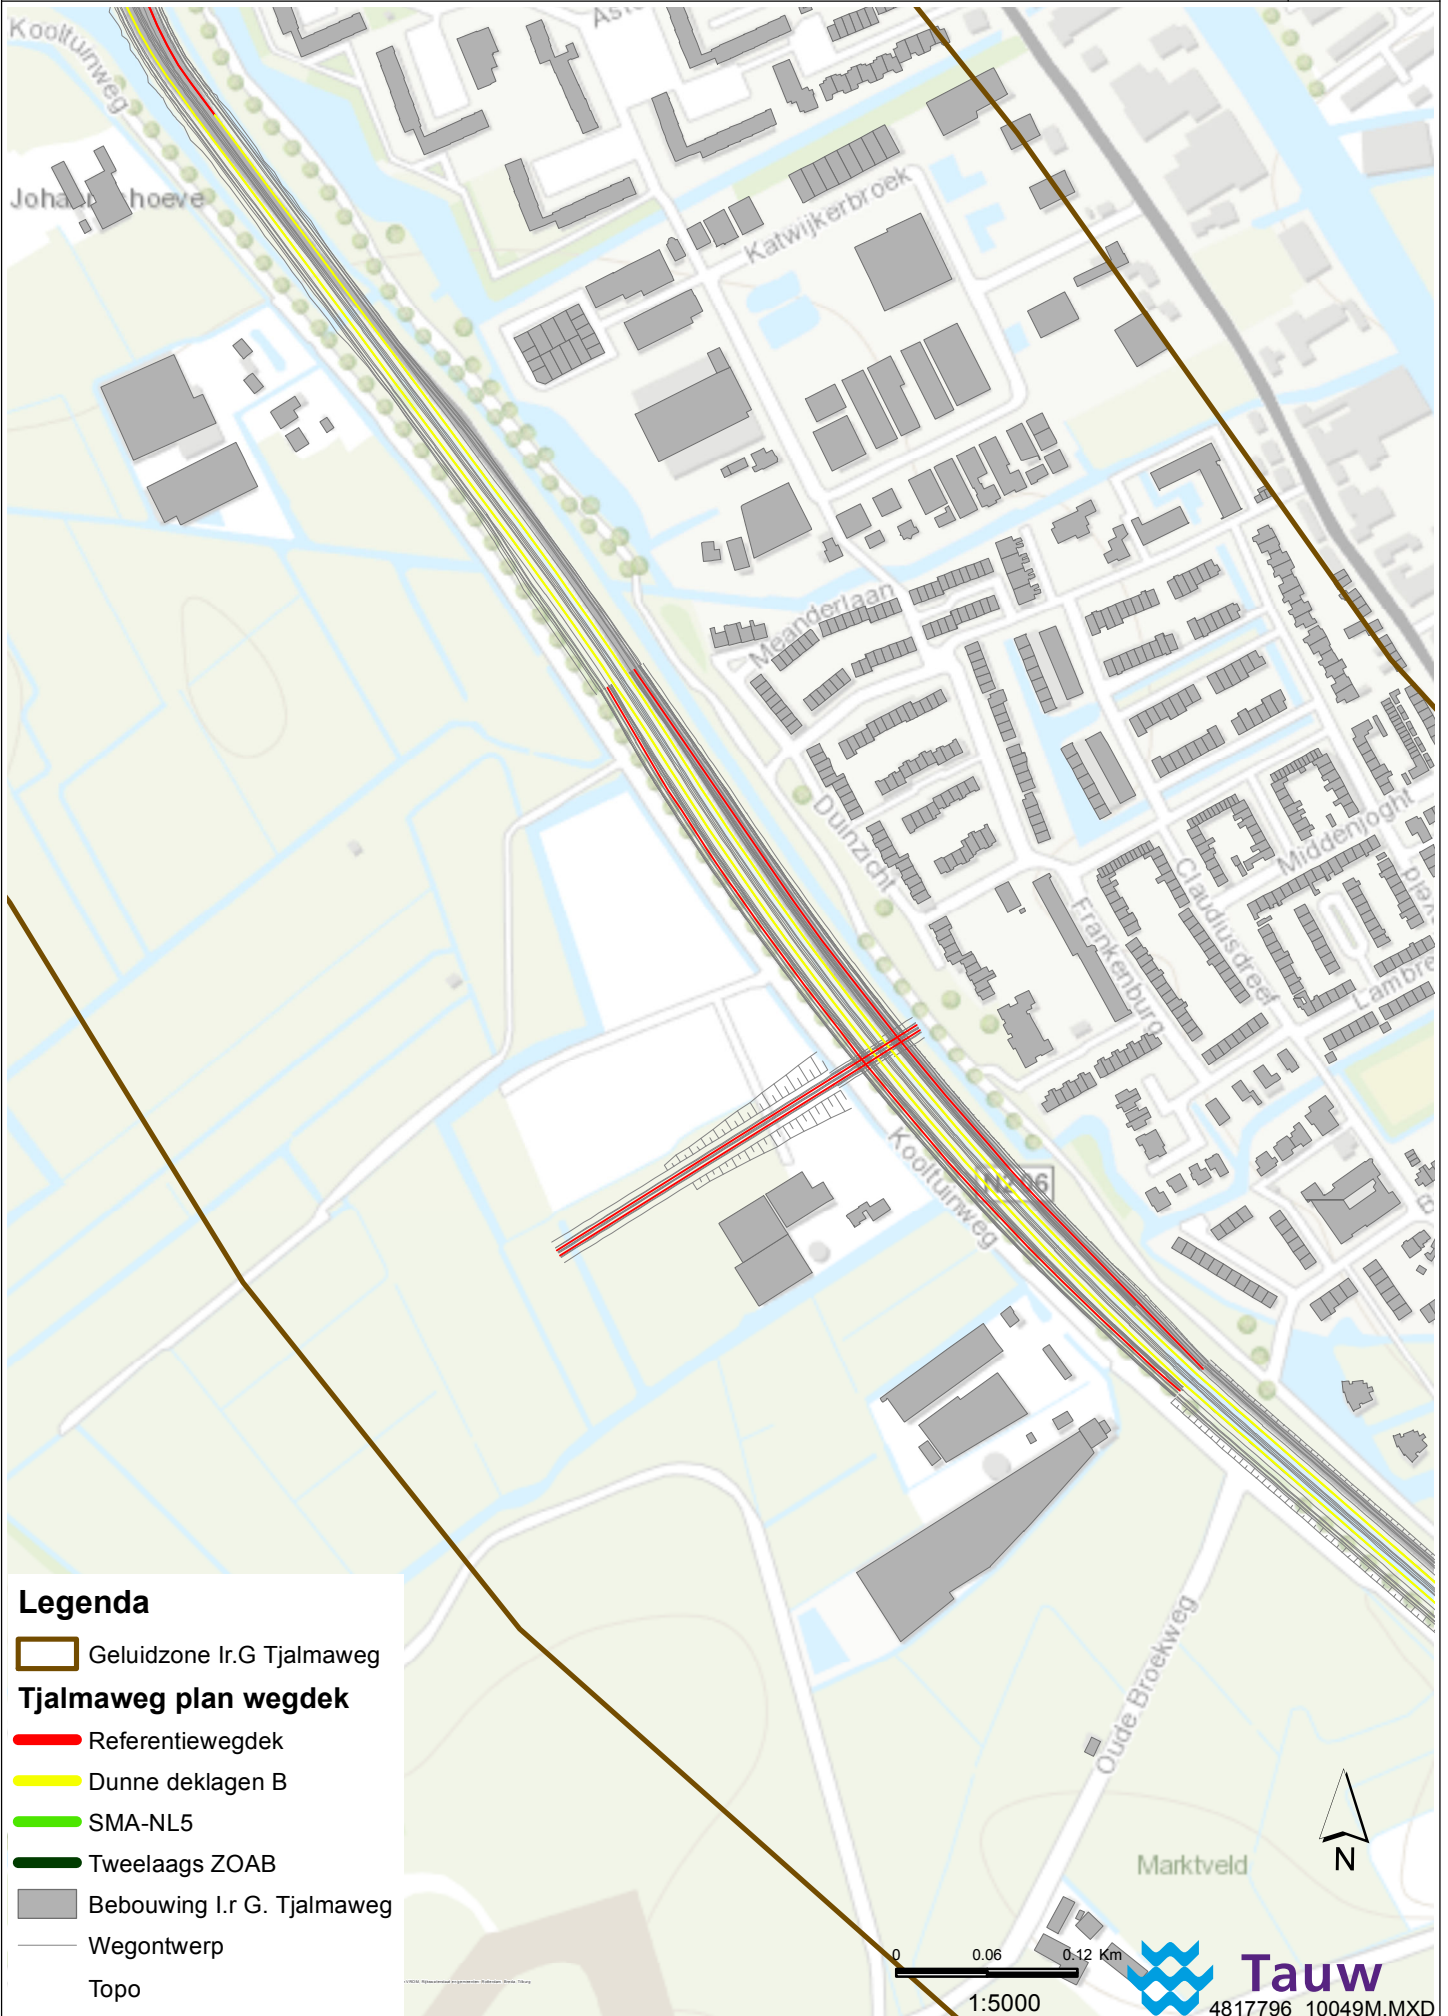 Kooltuinweg
Katwijkerbroek
Meanderlaan
Duinzicht
Frankenburg
Claudiusdreef
Middenjoght
Kooltuinweg
Oude Broekweg
Marktveld
Legenda
Geluidzone Ir.G Tjalmaweg
Tjalmaweg plan wegdek
Referentiewegdek
Dunne deklagen B
SMA-NL5
Tweelaags ZOAB
Bebouwing I.r G. Tjalmaweg
Wegontwerp
Topo
0 0.06 0.12 Km
1:5000
N
Tauw
4817796_10049M.MXD